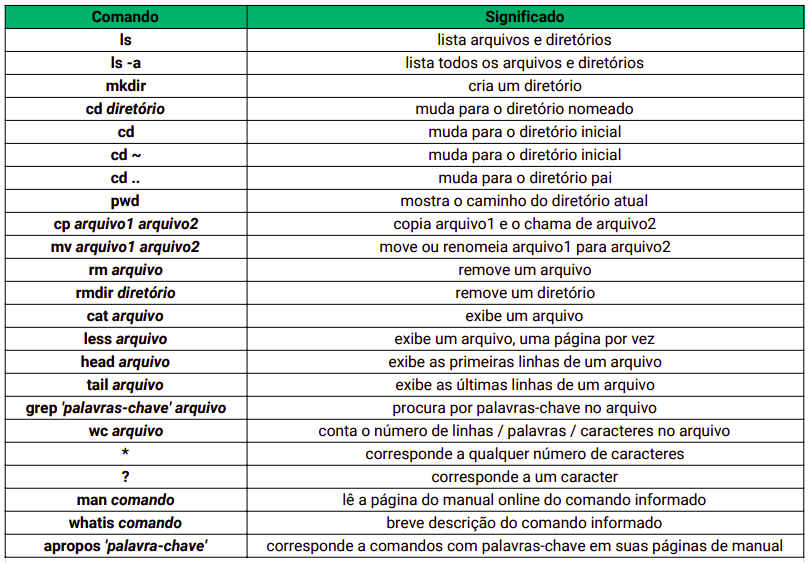 Comando Significado
ls lista arquivos e diretórios
ls -a lista todos os arquivos e diretórios
mkdir cria um diretório
cd diretório muda para o diretório nomeado
cd muda para o diretório inicial
cd ~ muda para o diretório inicial
cd .. muda para o diretório pai
pwd mostra o caminho do diretório atual
cp arquivo1 arquivo2 copia arquivo1 e o chama de arquivo2
mv arquivo1 arquivo2 move ou renomeia arquivo1 para arquivo2
rm arquivo remove um arquivo
rmdir diretório remove um diretório
cat arquivo exibe um arquivo
less arquivo exibe um arquivo, uma página por vez
head arquivo exibe as primeiras linhas de um arquivo
tail arquivo exibe as últimas linhas de um arquivo
grep 'palavras-chave' arquivo procura por palavras-chave no arquivo
wc arquivo conta o número de linhas / palavras / caracteres no arquivo
* corresponde a qualquer número de caracteres
? corresponde a um caracter
man comando lê a página do manual online do comando informado
whatis comando breve descrição do comando informado
apropos 'palavra-chave' corresponde a comandos com palavras-chave em suas páginas de manual